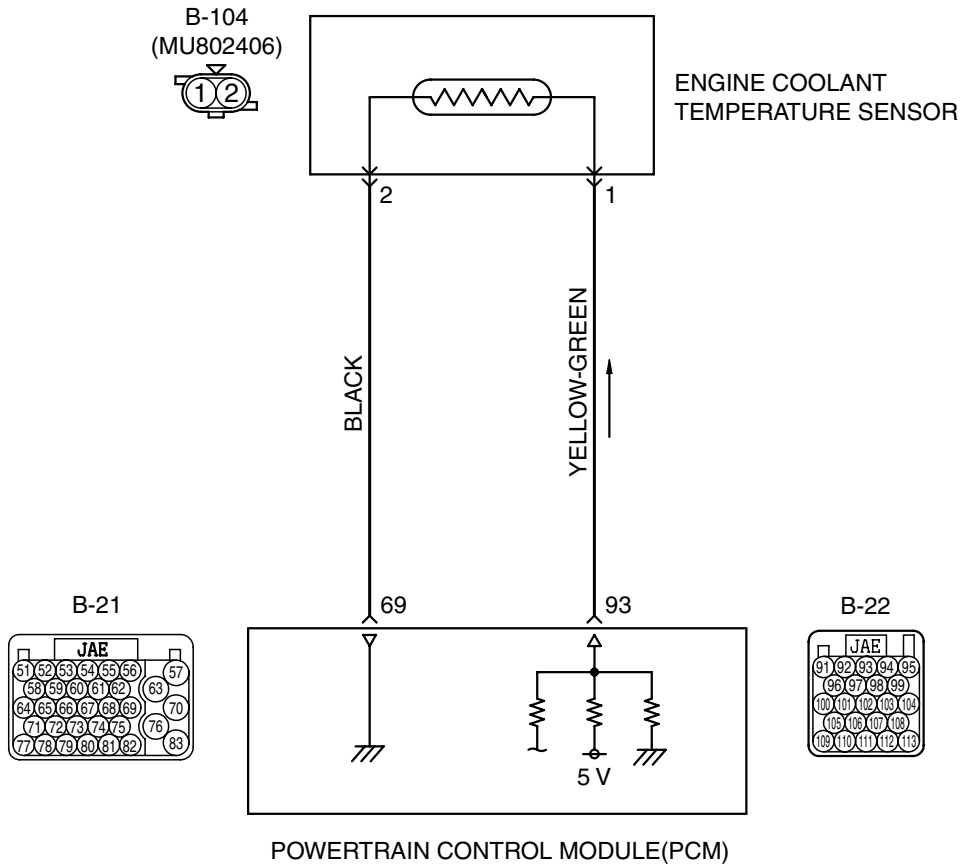 B-104
(MU802406)
1 2
ENGINE COOLANT
TEMPERATURE SENSOR
2
1
BLACK
YELLOW-GREEN
69
93
B-21
JAE
51 52 53 54 55 56 57
58 59 60 61 62 63
64 65 66 67 68 69 70
71 72 73 74 75 76
77 78 79 80 81 82 83
B-22
JAE
91 92 93 94 95
96 97 98 99
100 101 102 103 104
105 106 107 108
109 110 111 112 113
5 V
POWERTRAIN CONTROL MODULE(PCM)